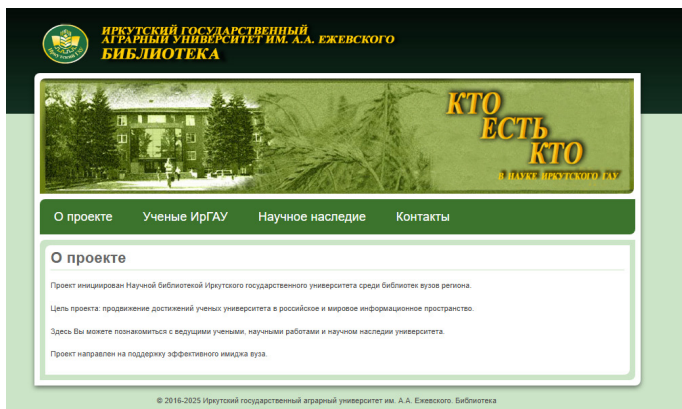 ИРКУТСКИЙ ГОСУДАРСТВЕННЫЙ
АГРАРНЫЙ УНИВЕРСИТЕТ ИМ. А.А. ЕЖЕВСКОГО
БИБЛИОТЕКА
КТО
ЕСТЬ
КТО
В НАУКЕ ИРКУТСКОГО ГАУ
О проекте Ученые ИрГАУ Научное наследие Контакты
О проекте
Проект инициирован Научной библиотекой Иркутского государственного университета среди библиотек вузов региона.
Цель проекта: продвижение достижений ученых университета в российское и мировое информационное пространство.
Здесь Вы можете познакомиться с ведущими учеными, научными работами и научном наследии университета.
Проект направлен на поддержку эффективного имиджа вуза.
© 2016-2025 Иркутский государственный аграрный университет им. А.А. Ежевского. Библиотека